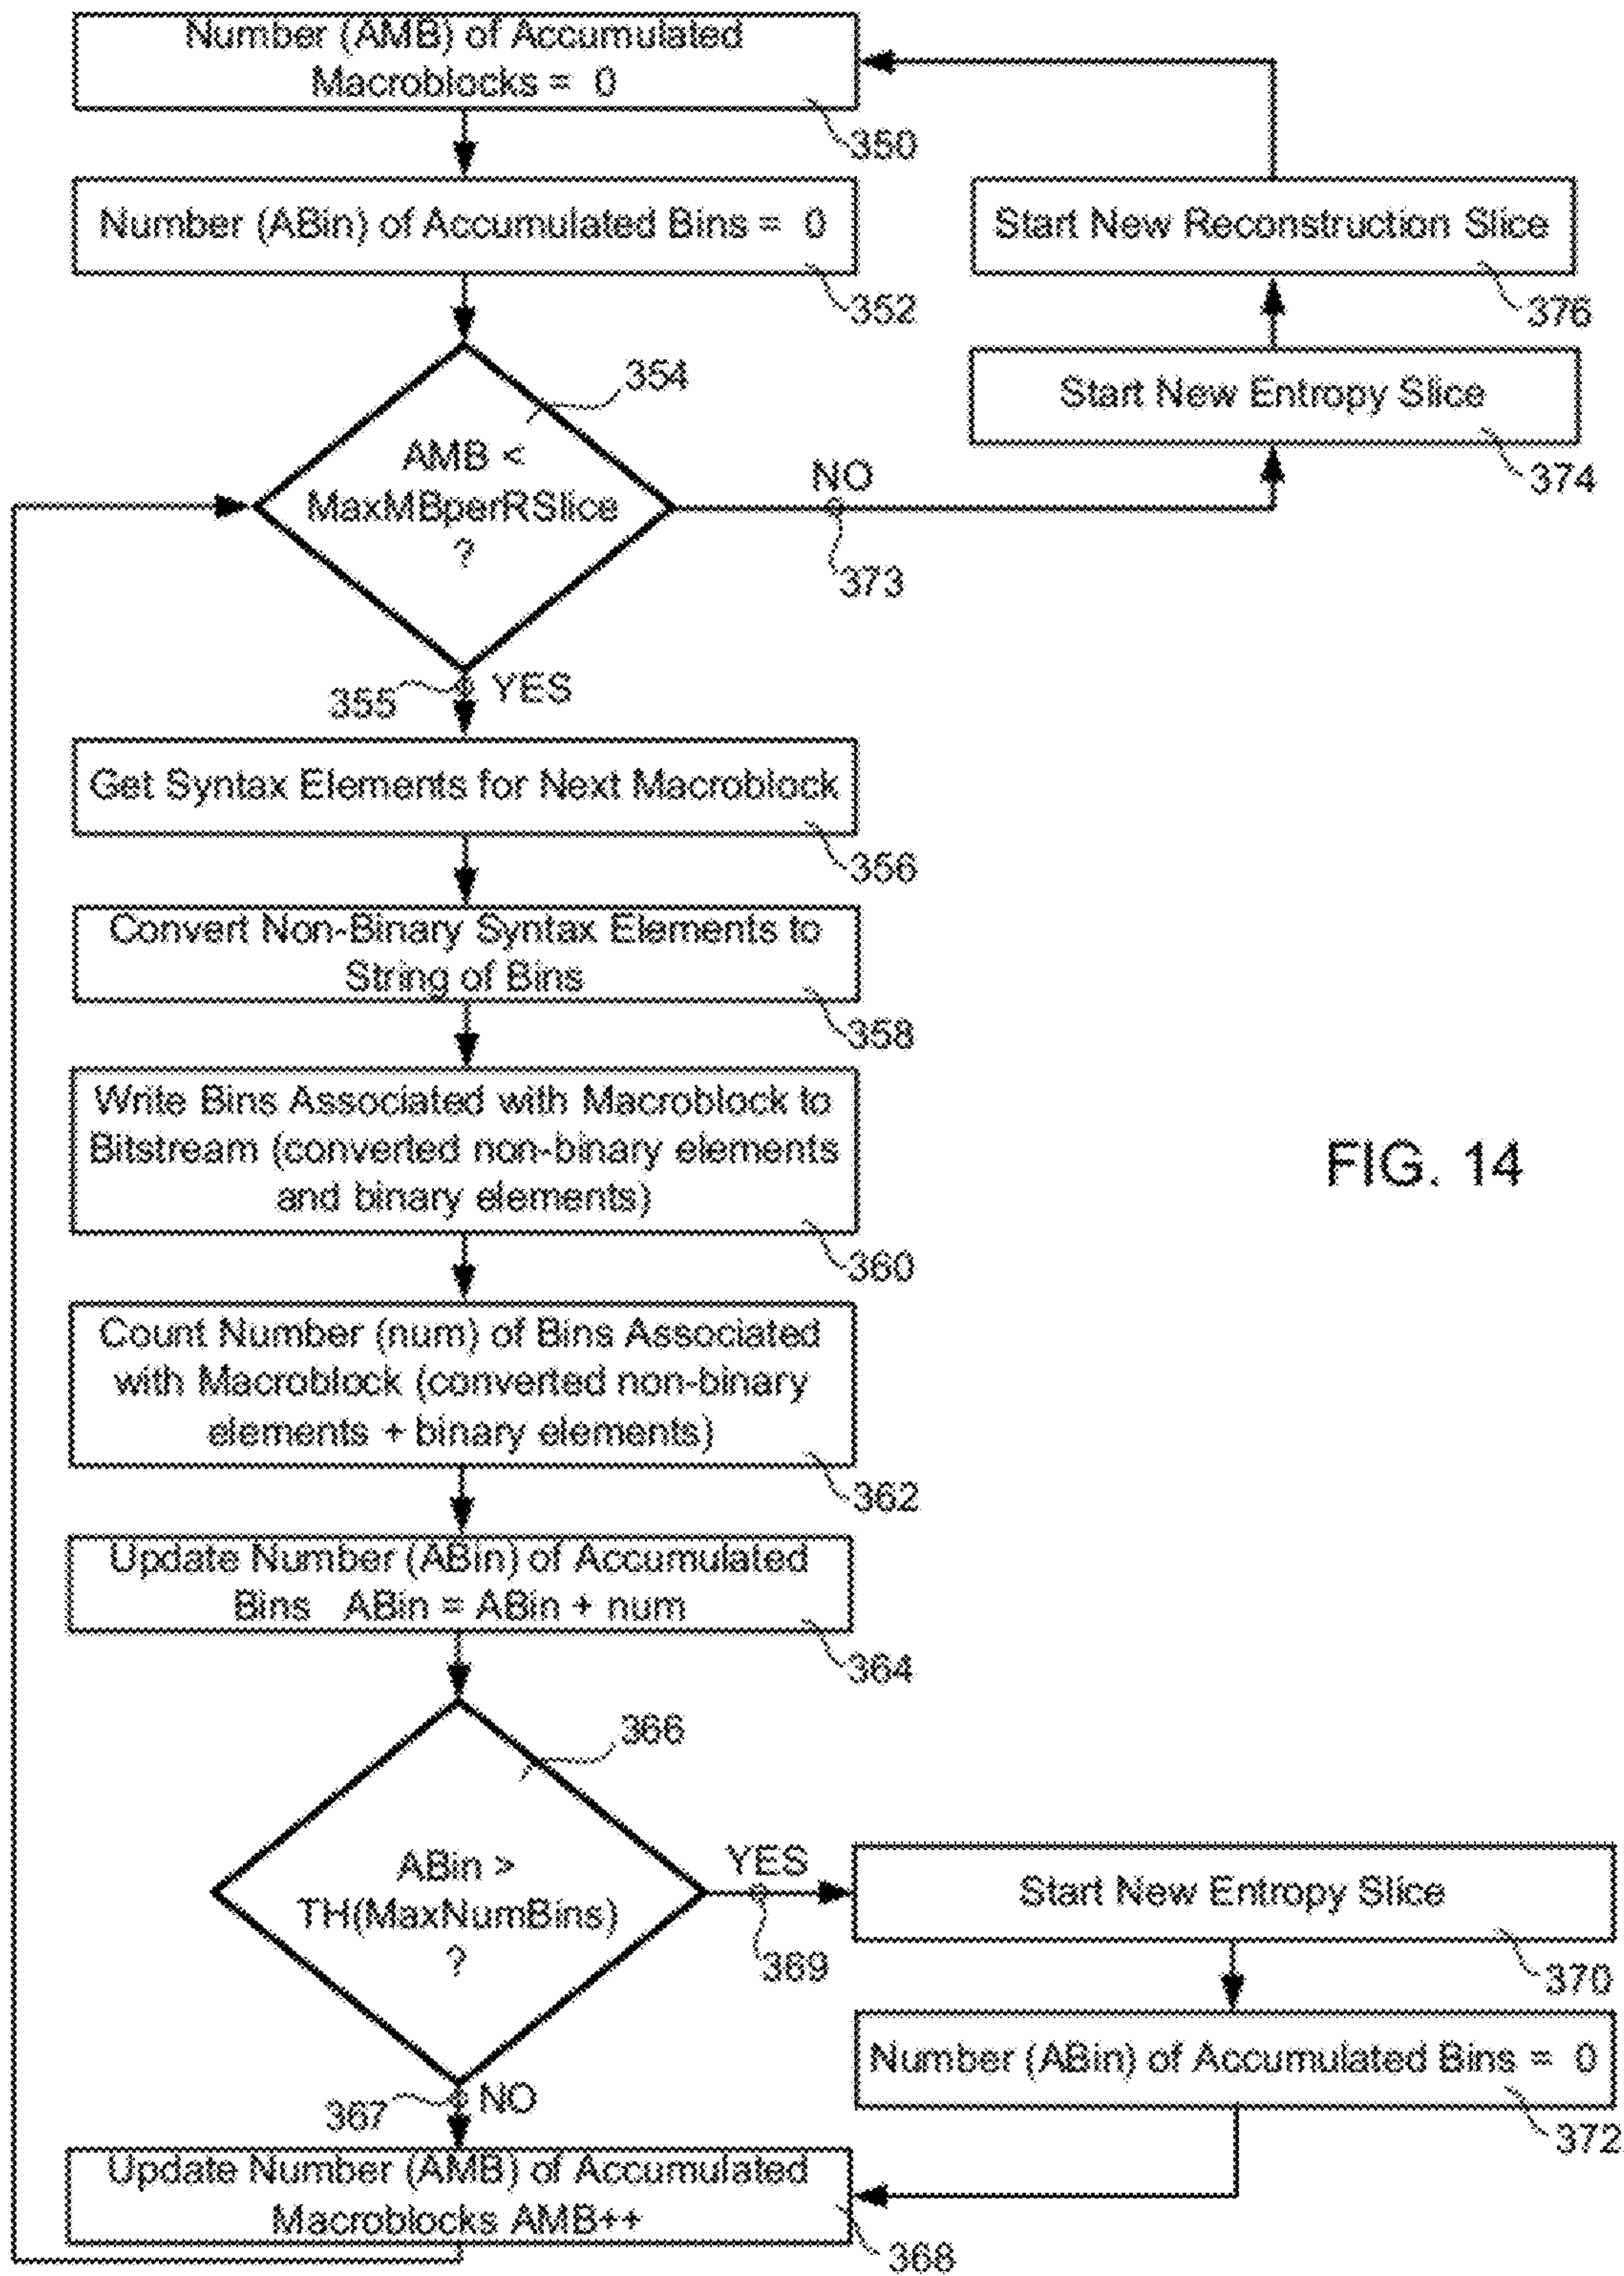 Number (AMB) of Accumulated
Macroblocks = 0
350
Number (ABin) of Accumulated Bins = 0
352
Start New Reconstruction Slice
376
Start New Entropy Slice
374
354
AMB <
MaxMBperRSlice
?
NO
373
355
YES
Get Syntax Elements for Next Macroblock
356
Convert Non-Binary Syntax Elements to
String of Bins
358
Write Bins Associated with Macroblock to
Bitstream (converted non-binary elements
and binary elements)
360
FIG. 14
Count Number (num) of Bins Associated
with Macroblock (converted non-binary
elements + binary elements)
362
Update Number (ABin) of Accumulated
Bins ABin = ABin + num
364
366
ABin >
TH(MaxNumBins)
?
YES
369
Start New Entropy Slice
370
Number (ABin) of Accumulated Bins = 0
372
367
NO
Update Number (AMB) of Accumulated
Macroblocks AMB++
368